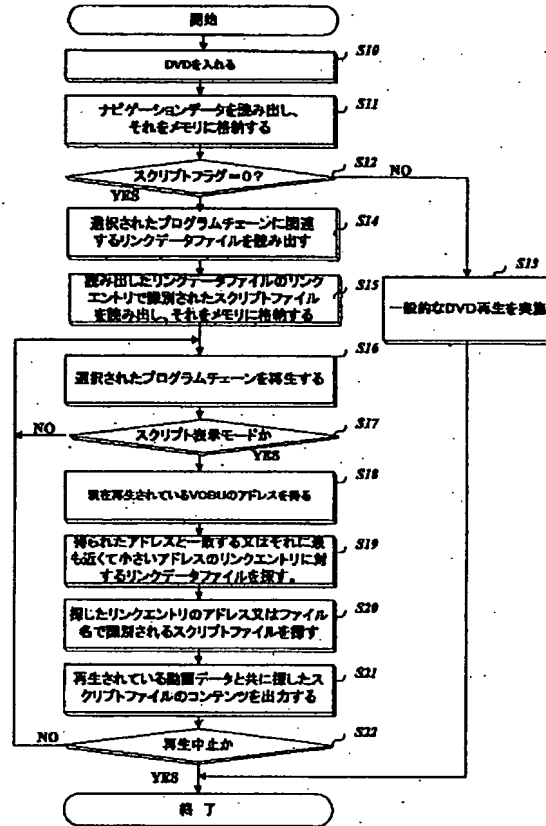 開始
DVDを入れる
S10
ナビゲーションデータを読み出し、
それをメモリに格納する
S11
スクリプトフラグ=0?
S12
NO
YES
選択されたプログラムチェーンに関連
するリンクデータファイルを読み出す
S14
S13
一般的なDVD再生を実施
読み出したリンクデータファイルのリンク
エントリで識別されたスクリプトファイル
を読み出し、それをメモリに格納する
S15
選択されたプログラムチェーンを再生する
S16
スクリプト表示モードか
S17
NO
YES
現在再生されているVOBUのアドレスを得る
S18
得られたアドレスと一致する又はそれに最
も近くて小さいアドレスのリンクエントリに対
するリンクデータファイルを探す。
S19
探したリンクエントリのアドレス又はファイル
名で識別されるスクリプトファイルを探す
S20
再生されている動画データと共に探したス
クリプトファイルのコンテンツを出力する
S21
再生中止か
S22
NO
YES
終了